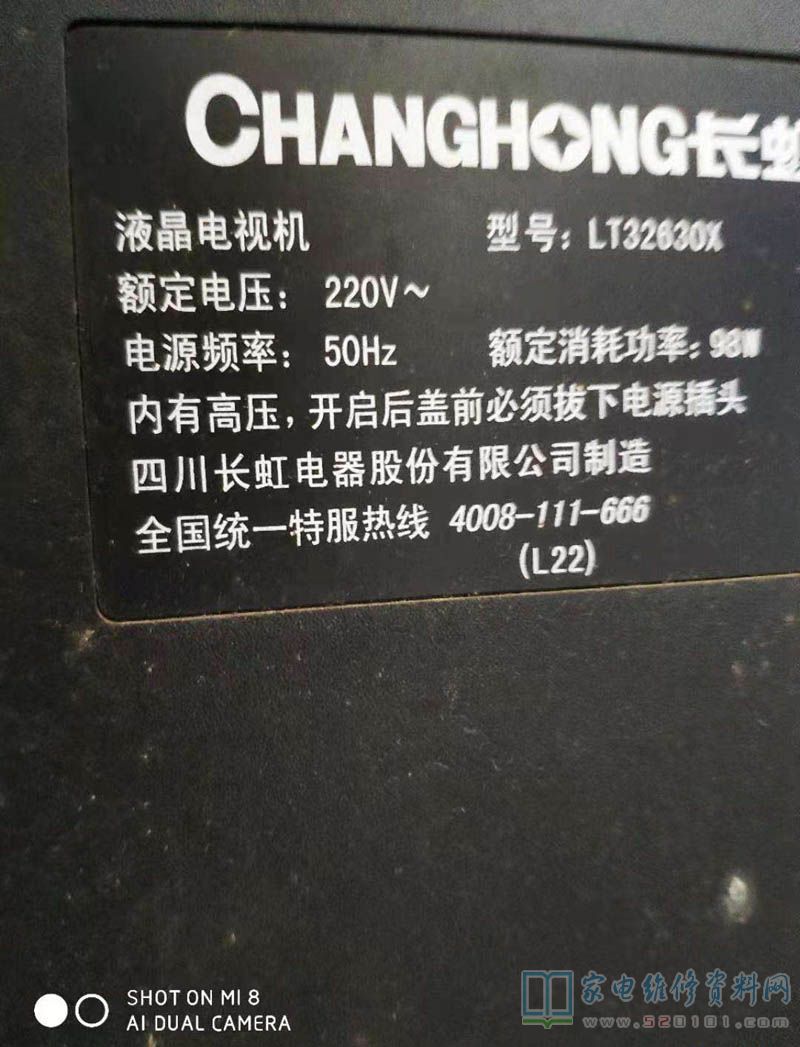 CHANGHONG长虹
液晶电视机 型号：LT32630X
额定电压：220V～
电源频率：50Hz 额定消耗功率：98W
内有高压，开启后盖前必须拔下电源插头
四川长虹电器股份有限公司制造
全国统一特服热线 4008-111-666
(L22)
SHOT ON MI 8
AI DUAL CAMERA
家电维修资料网
www.520101.com